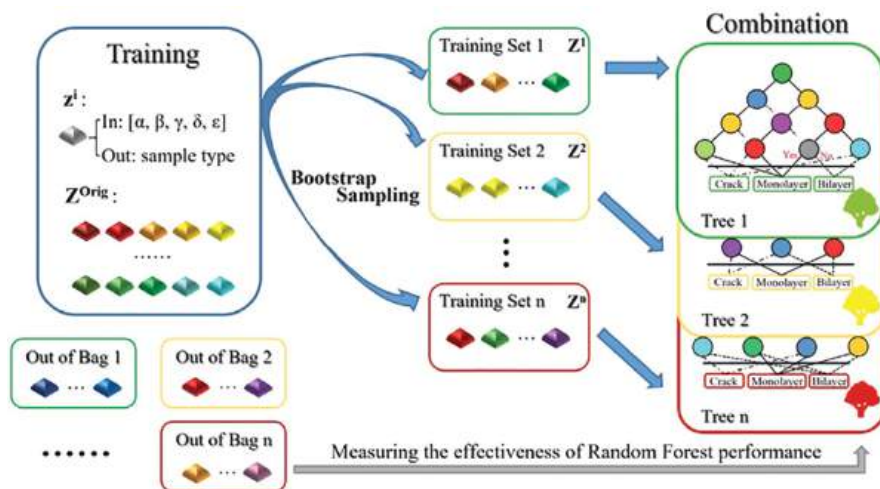 Training
zⁱ :
In: [α, β, γ, δ, ε]
Out: sample type
Z^Orig :
......
Bootstrap
Sampling
Training Set 1 Z¹
...
Training Set 2 Z²
...
Training Set n Zⁿ
...
Combination
Yes No
Crack Monolayer Bilayer
Tree 1
Crack Monolayer Bilayer
Tree 2
Crack Monolayer Bilayer
Tree n
Out of Bag 1
...
Out of Bag 2
...
......
Out of Bag n
...
Measuring the effectiveness of Random Forest performance